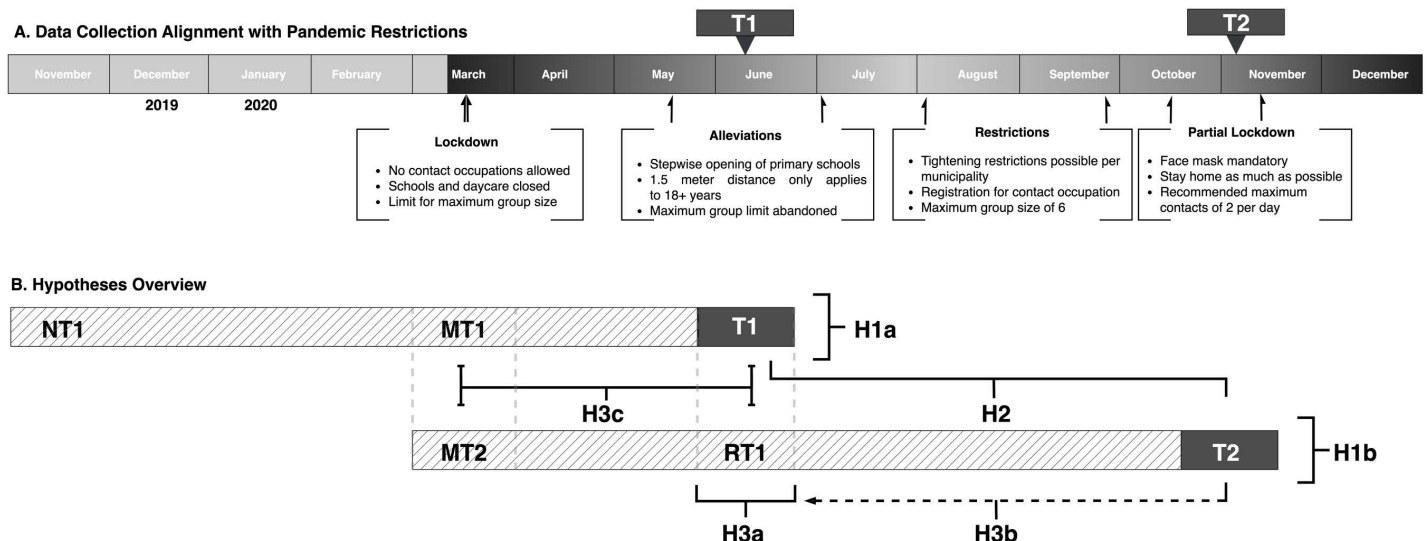 A. Data Collection Alignment with Pandemic Restrictions
T1
T2
November December January February March April May June July August September October November December
2019 2020
Lockdown
• No contact occupations allowed
• Schools and daycare closed
• Limit for maximum group size
Alleviations
• Stepwise opening of primary schools
• 1.5 meter distance only applies
to 18+ years
• Maximum group limit abandoned
Restrictions
• Tightening restrictions possible per
municipality
• Registration for contact occupation
• Maximum group size of 6
Partial Lockdown
• Face mask mandatory
• Stay home as much as possible
• Recommended maximum
contacts of 2 per day
B. Hypotheses Overview
NT1 MT1 T1 H1a
H3c H2
MT2 RT1 T2 H1b
H3a H3b